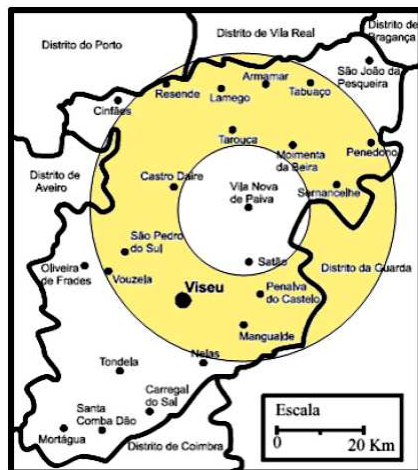 Distrito de Vila Real
Distrito de
Bragança
Distrito do Porto
São João da
Pesqueira
Armamar
Resende
Lamego
Tabuaço
Cinfães
Tarouca
Moimenta
da Beira
Penedono
Distrito de
Aveiro
Castro Daire
Vila Nova
de Paiva
Sernancelhe
São Pedro
do Sul
Oliveira
de Frades
Vouzela
Satão
Distrito da Guarda
Viseu
Penalva
do Castelo
Mangualde
Nelas
Tondela
Carregal
do Sal
Santa
Comba Dão
Mortágua
Distrito de Coimbra
Escala
0 20 Km